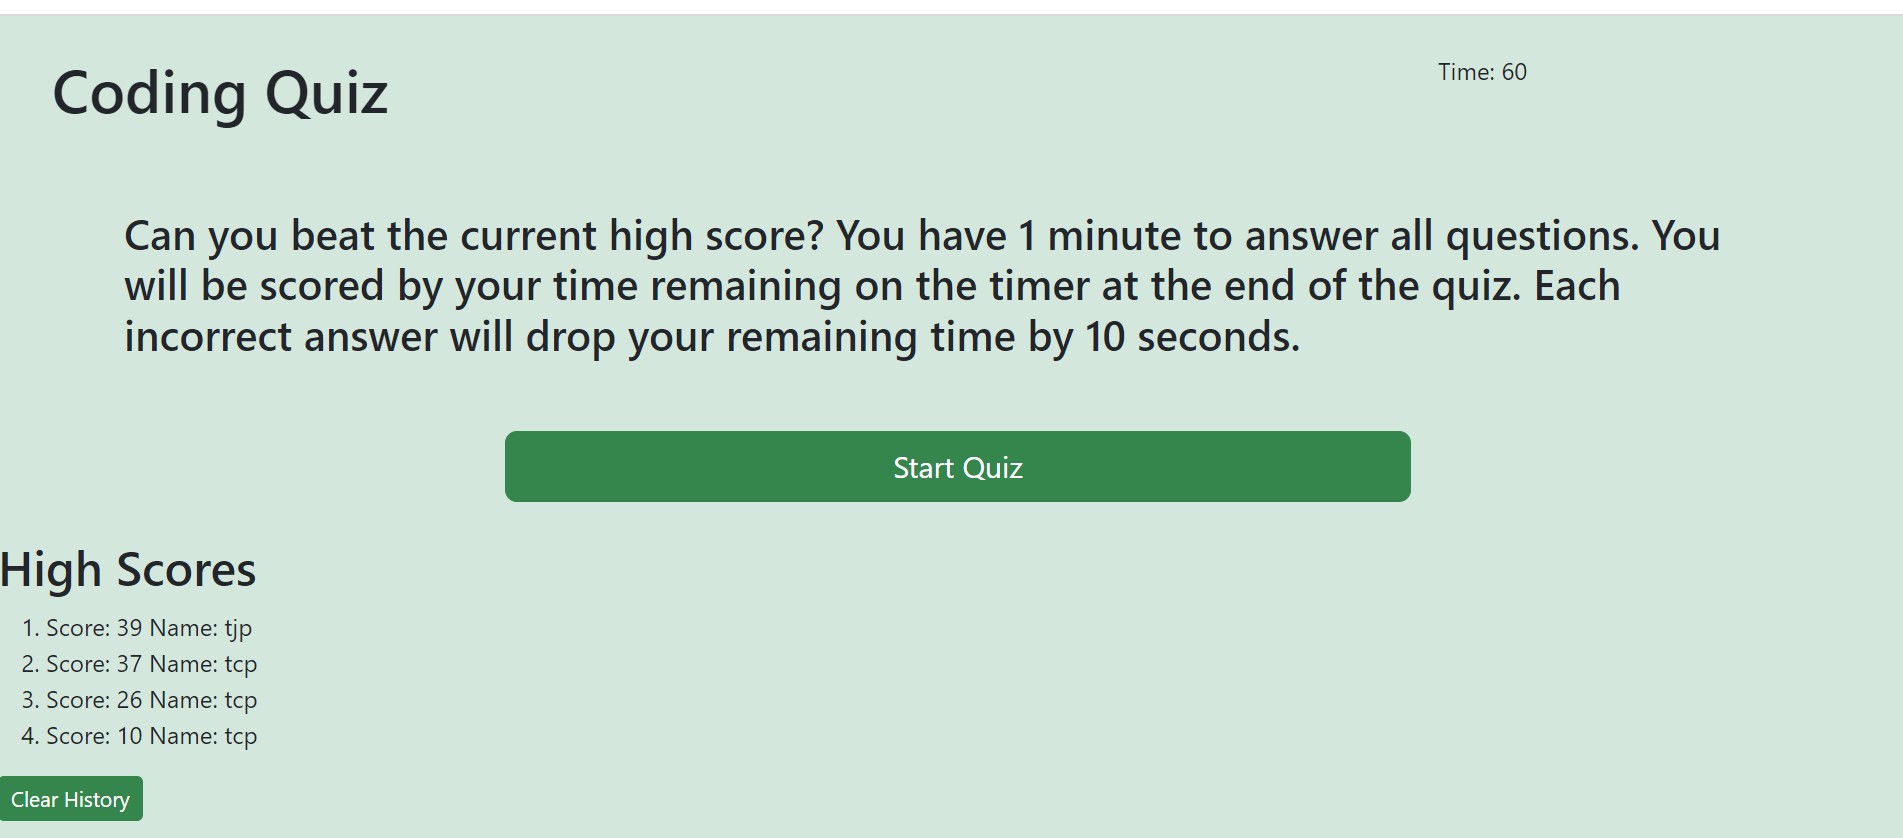 Coding Quiz
Time: 60
Can you beat the current high score? You have 1 minute to answer all questions. You
will be scored by your time remaining on the timer at the end of the quiz. Each
incorrect answer will drop your remaining time by 10 seconds.
Start Quiz
High Scores
1. Score: 39 Name: tjp
2. Score: 37 Name: tcp
3. Score: 26 Name: tcp
4. Score: 10 Name: tcp
Clear History